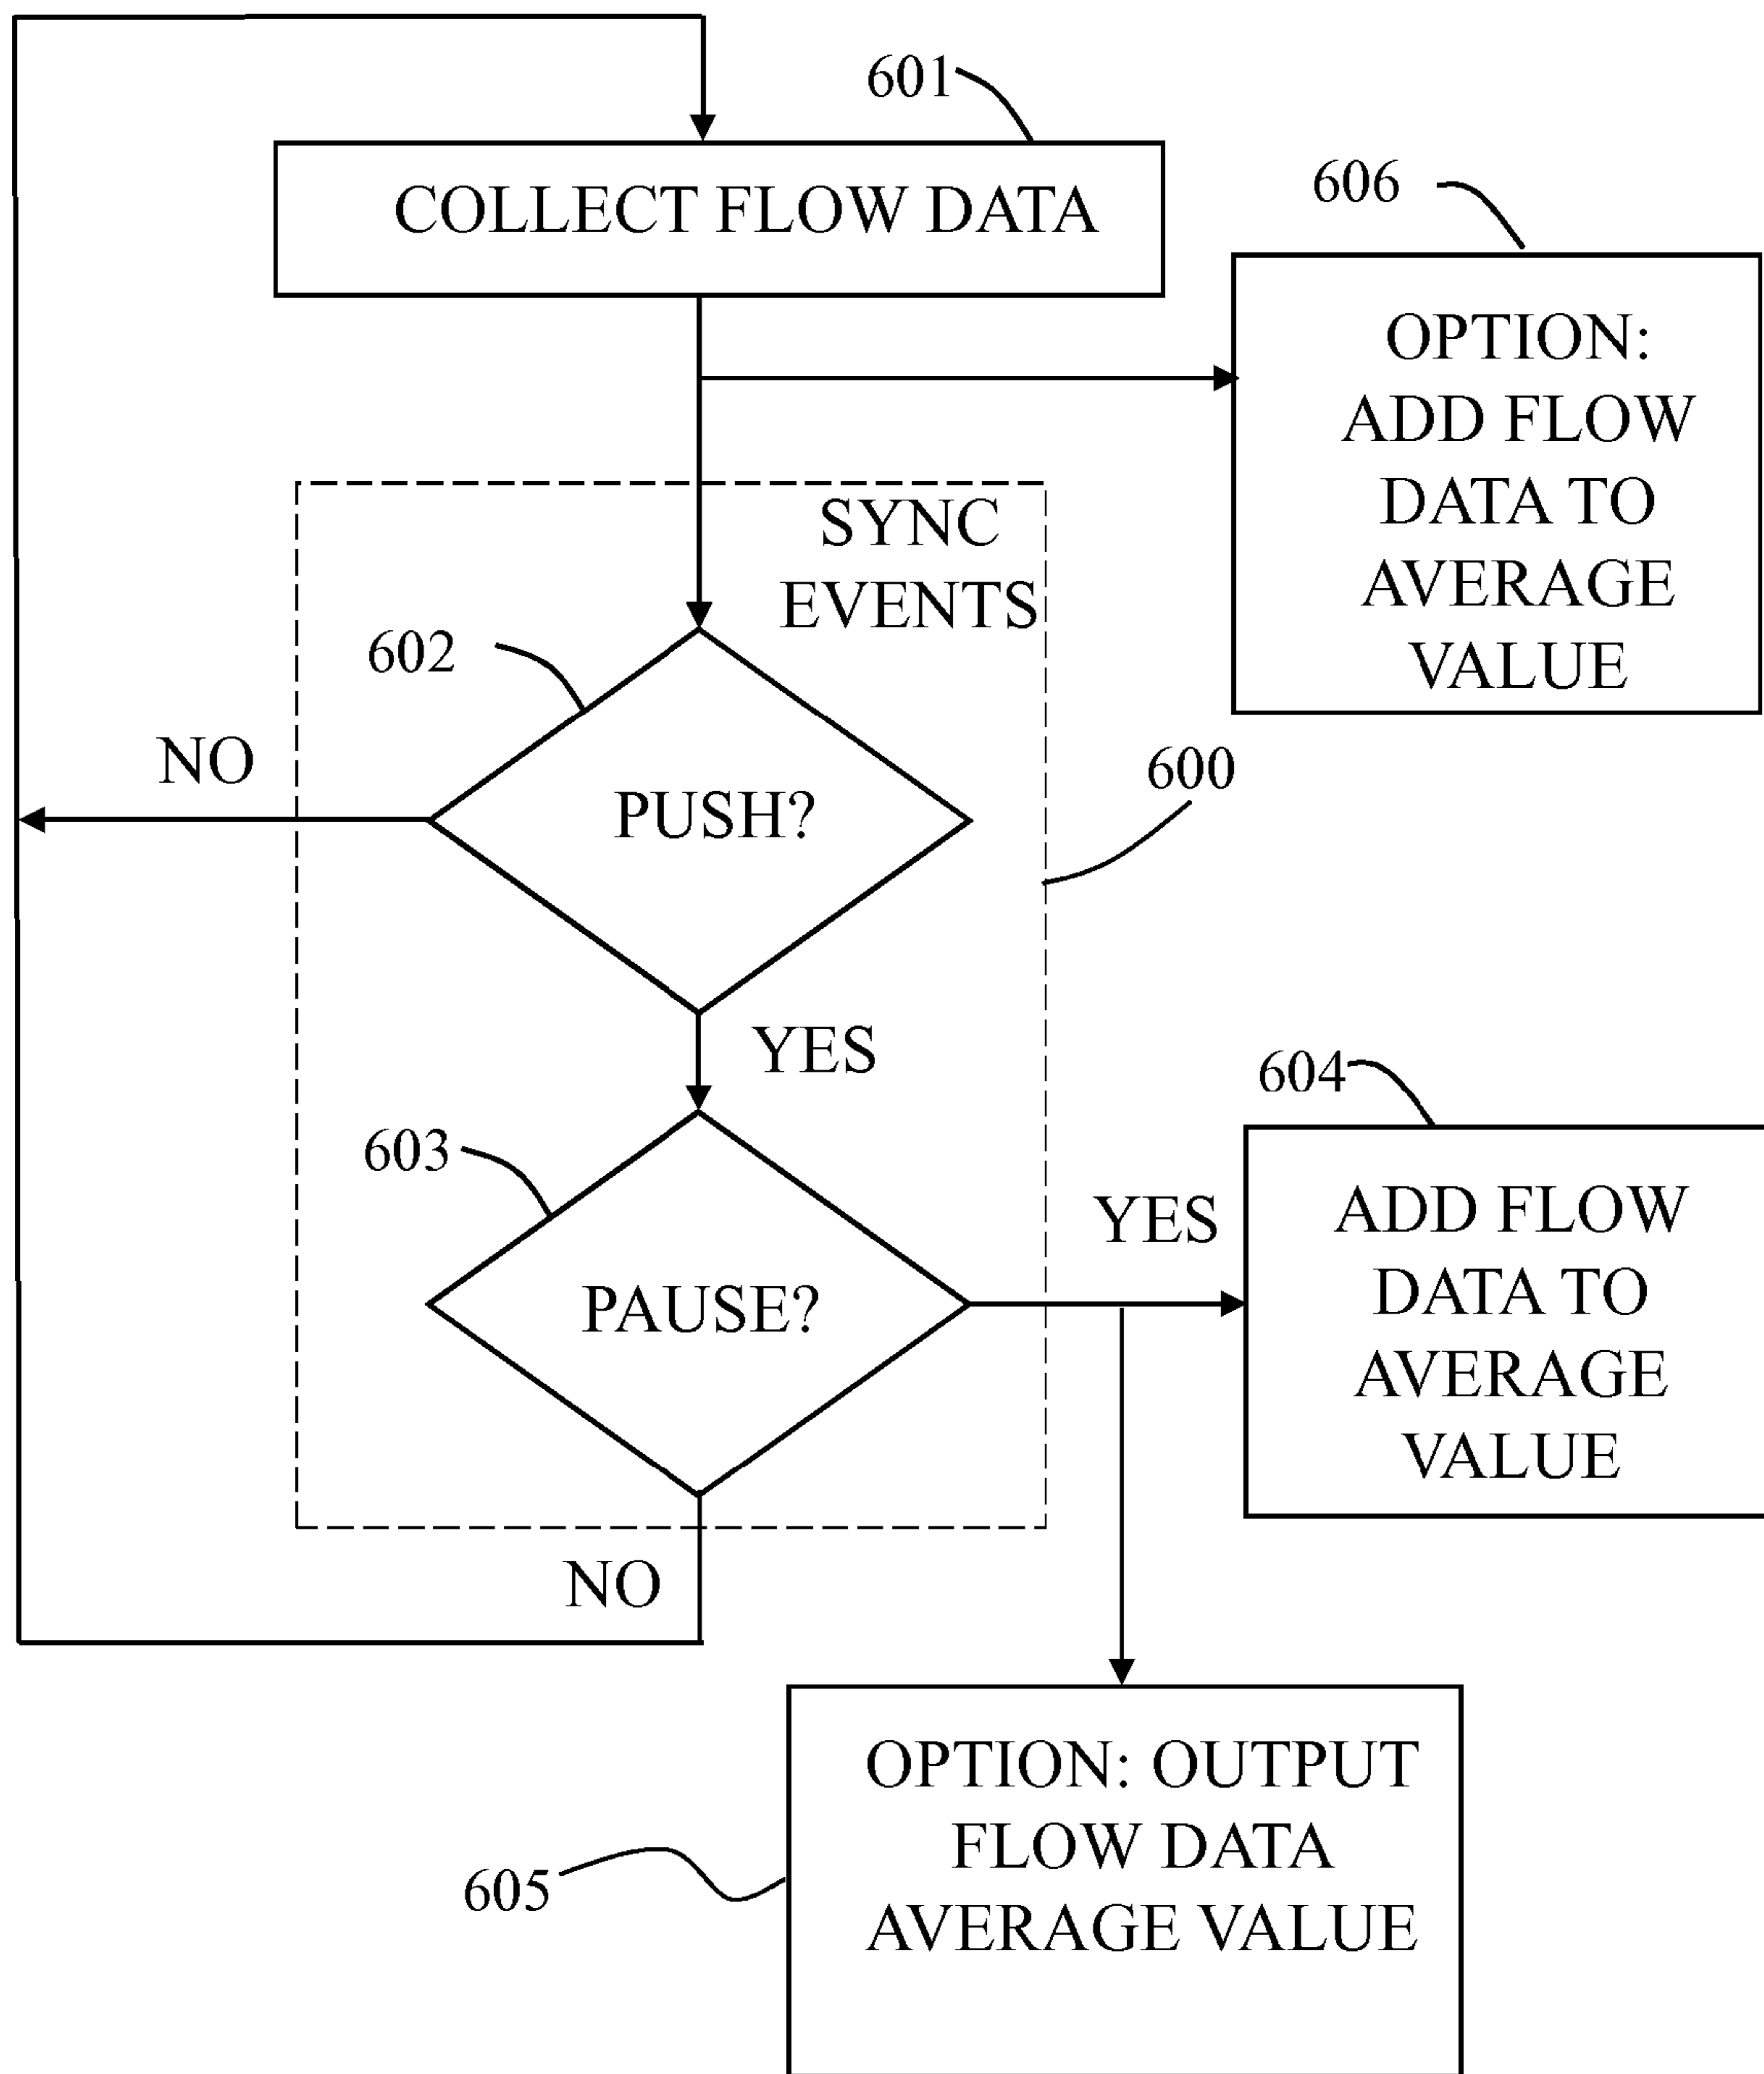 601
COLLECT FLOW DATA
606
OPTION:
ADD FLOW
DATA TO
AVERAGE
VALUE
SYNC
EVENTS
602
NO
PUSH?
600
YES
603
PAUSE?
YES
604
ADD FLOW
DATA TO
AVERAGE
VALUE
NO
605
OPTION: OUTPUT
FLOW DATA
AVERAGE VALUE